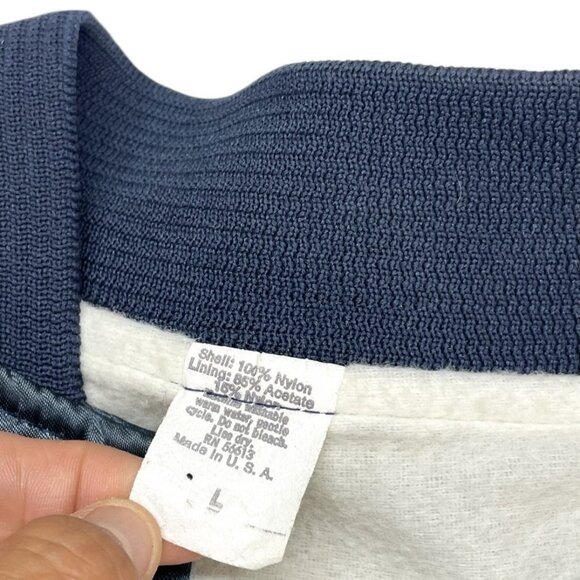 Shell: 100% Nylon
Lining: 85% Acetate
15% Nylon
washable
warm water, gentle
cycle. Do not bleach.
Line dry.
RN 56613
Made in U. S. A.
L